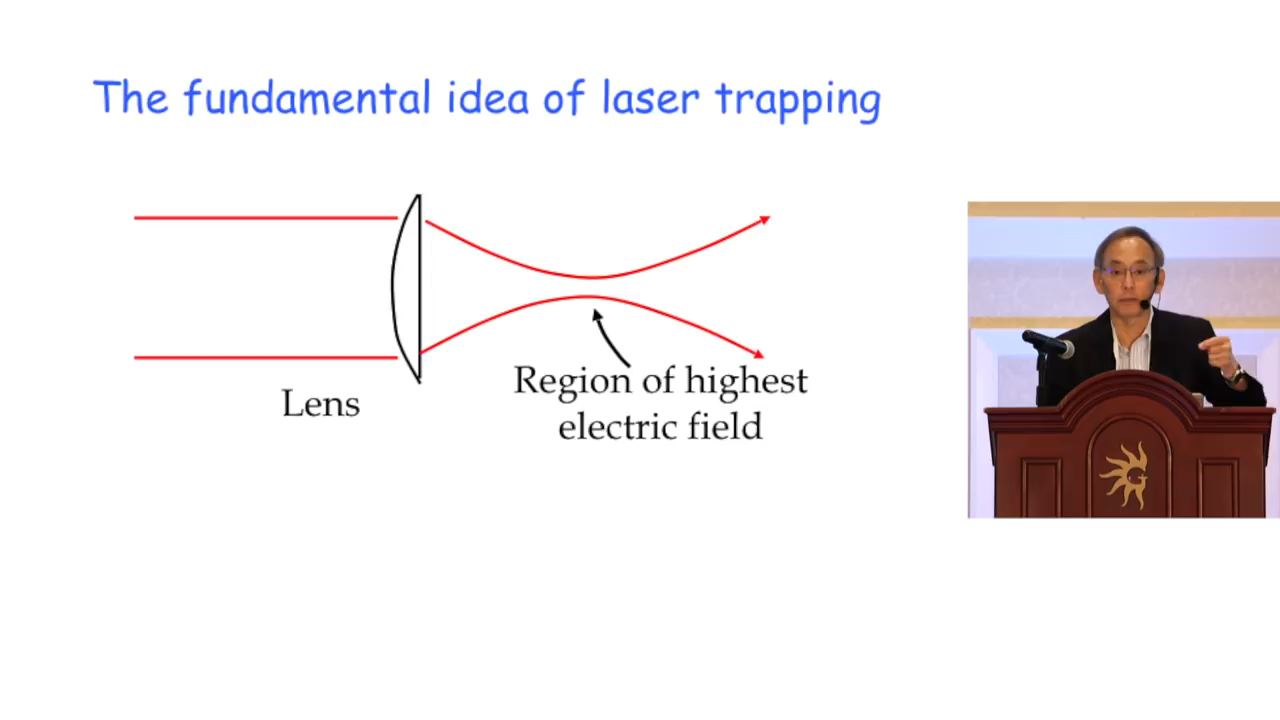 The fundamental idea of laser trapping
Lens
Region of highest
electric field